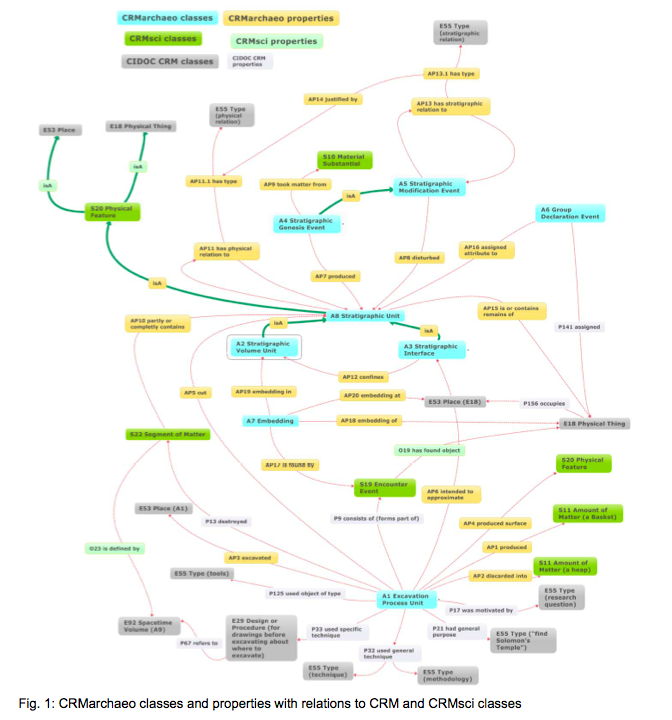 CRMarchaeo classes
CRMarchaeo properties
CRMsci classes
CRMsci properties
CIDOC CRM classes
CIDOC CRM
properties
E55 Type
(stratigraphic
relation)
AP13.1 has type
AP14 justified by
AP13 has stratigraphic
relation to
E55 Type
(physical
relation)
E53 Place
E18 Physical Thing
isA
isA
S10 Material
Substantial
AP11.1 has type
AP9 took matter from
isA
A5 Stratigraphic
Modification Event
S20 Physical
Feature
A4 Stratigraphic
Genesis Event
A6 Group
Declaration Event
AP11 has physical
relation to
AP8 disturbed
AP16 assigned
attribute to
AP7 produced
isA
AP10 partly or
completly contains
A8 Stratigraphic Unit
AP15 is or contains
remains of
isA
isA
P141 assigned
A2 Stratigraphic
Volume Unit
A3 Stratigraphic
Interface
AP12 confines
AP5 cut
AP19 embedding in
AP20 embedding at
E53 Place (E18)
P156 occupies
A7 Embedding
AP18 embedding of
E18 Physical Thing
S22 Segment of Matter
O19 has found object
AP17 is found by
S20 Physical
Feature
S19 Encounter
Event
AP6 intended to
approximate
E53 Place (A1)
P13 destroyed
P9 consists of (forms part of)
AP4 produced surface
S11 Amount of
Matter (a Basket)
O23 is defined by
AP3 excavated
AP1 produced
E55 Type (tools)
AP2 discarded into
S11 Amount of
Matter (a heap)
P125 used object of type
A1 Excavation
Process Unit
P17 was motivated by
E55 Type
(research
question)
E92 Spacetime
Volume (A9)
E29 Design or
Procedure (for
drawings before
excavating about
where to
excavate)
P67 refers to
P33 used specific
technique
P21 had general
purpose
E55 Type ("find
Solomon's
Temple")
P32 used general
technique
E55 Type
(technique)
E55 Type
(methodology)
Fig. 1: CRMarchaeo classes and properties with relations to CRM and CRMsci classes